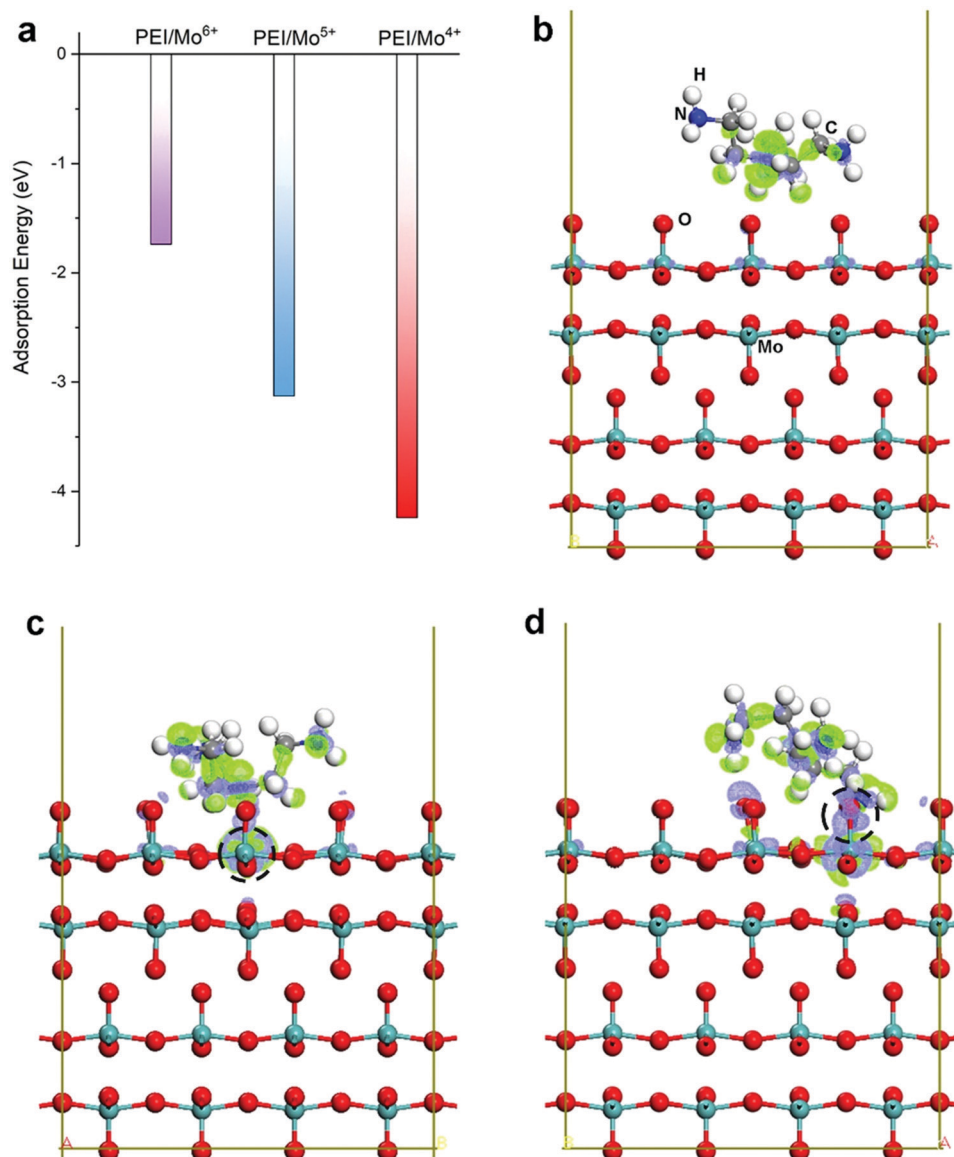 a
PEI/Mo6+ PEI/Mo5+ PEI/Mo4+
0
-1
-2
-3
-4
Adsorption Energy (eV)
b
H
N
C
O
Mo
B A
c
A B
d
B A